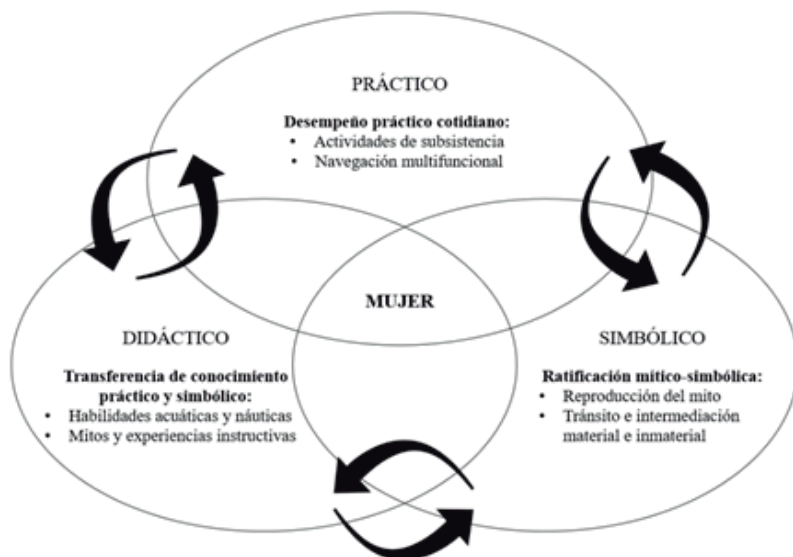 PRÁCTICO
Desempeño práctico cotidiano:
• Actividades de subsistencia
• Navegación multifuncional
MUJER
DIDÁCTICO
Transferencia de conocimiento
práctico y simbólico:
• Habilidades acuáticas y náuticas
• Mitos y experiencias instructivas
SIMBÓLICO
Ratificación mítico-simbólica:
• Reproducción del mito
• Tránsito e intermediación
material e inmaterial